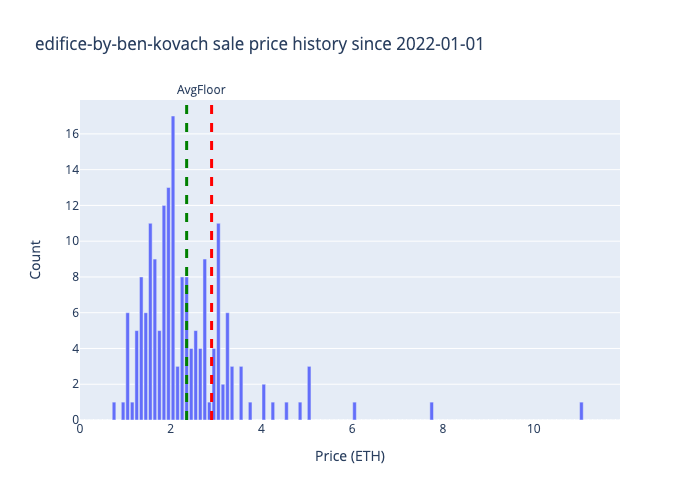 edifice-by-ben-kovach sale price history since 2022-01-01
AvgFloor
16
14
12
10
8
6
4
2
0
0 2 4 6 8 10
Count
Price (ETH)